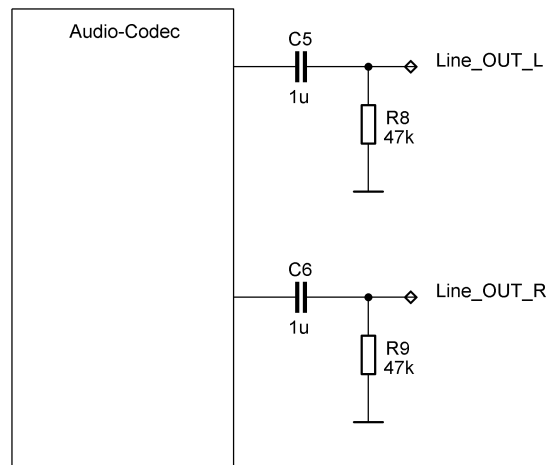 Audio-Codec
C5
1u
Line_OUT_L
R8
47k
C6
1u
Line_OUT_R
R9
47k